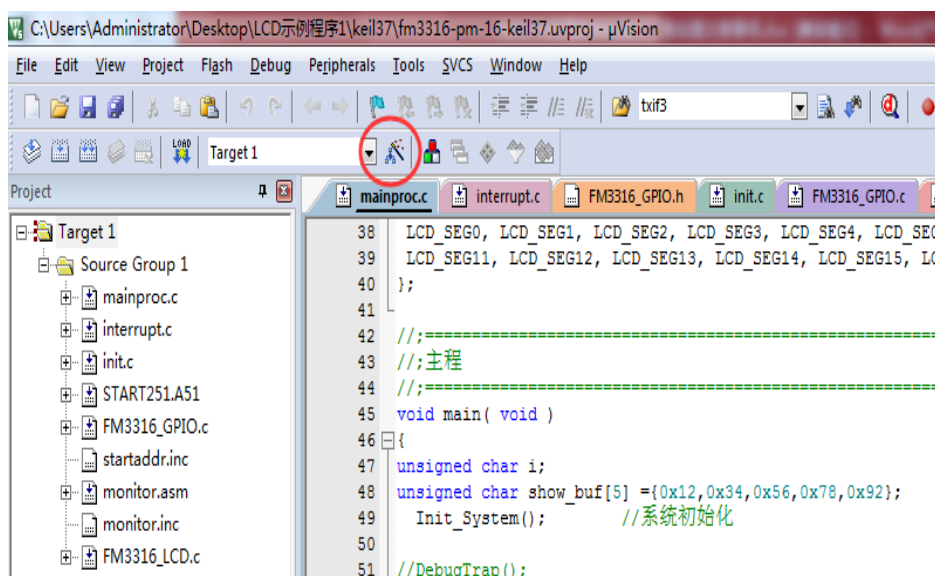 C:\Users\Administrator\Desktop\LCD示例程序1\keil37\fm3316-pm-16-keil37.uvproj - µVision
File Edit View Project Flash Debug Peripherals Tools SVCS Window Help
txif3
LOAD Target 1
Project
mainproc.c interrupt.c FM3316_GPIO.h init.c FM3316_GPIO.c
Target 1
Source Group 1
mainproc.c
interrupt.c
init.c
START251.A51
FM3316_GPIO.c
startaddr.inc
monitor.asm
monitor.inc
FM3316_LCD.c
38 LCD_SEG0, LCD_SEG1, LCD_SEG2, LCD_SEG3, LCD_SEG4,
39 LCD_SEG11, LCD_SEG12, LCD_SEG13, LCD_SEG14, LCD_SEG15,
40 };
41
42 //;=======================================================
43 //;主程
44 //;=======================================================
45 void main( void )
46 {
47 unsigned char i;
48 unsigned char show_buf[5] ={0x12,0x34,0x56,0x78,0x92};
49 Init_System(); //系统初始化
50
51 //DebugTrap();